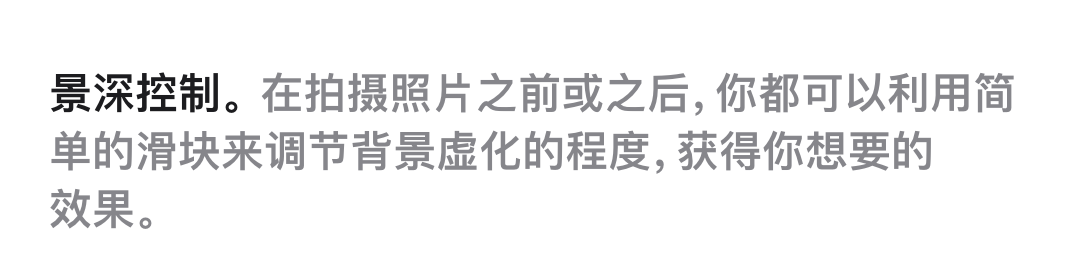 景深控制。在拍摄照片之前或之后，你都可以利用简
单的滑块来调节背景虚化的程度，获得你想要的
效果。